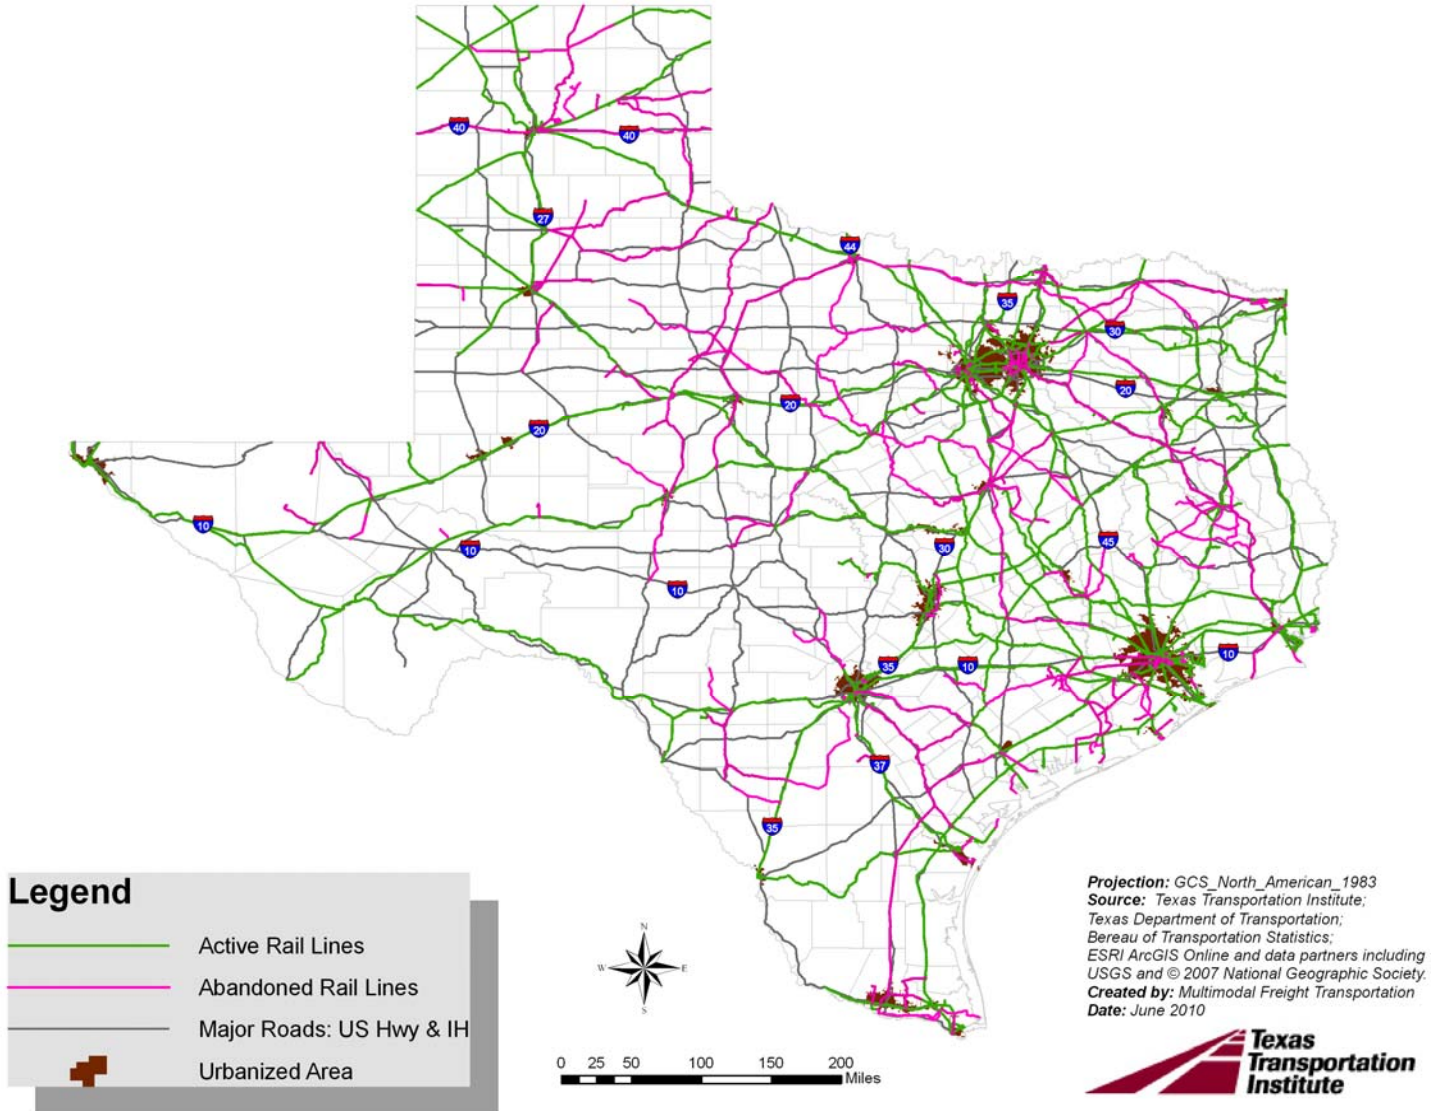 40
40
27
44
35
30
20
20
20
10
10
10
30
45
35
10
10
37
35
Legend
Active Rail Lines
Abandoned Rail Lines
Major Roads: US Hwy & IH
Urbanized Area
N
W
E
S
0 25 50 100 150 200
Miles
Projection: GCS_North_American_1983
Source: Texas Transportation Institute;
Texas Department of Transportation;
Bereau of Transportation Statistics;
ESRI ArcGIS Online and data partners including
USGS and © 2007 National Geographic Society.
Created by: Multimodal Freight Transportation
Date: June 2010
Texas
Transportation
Institute